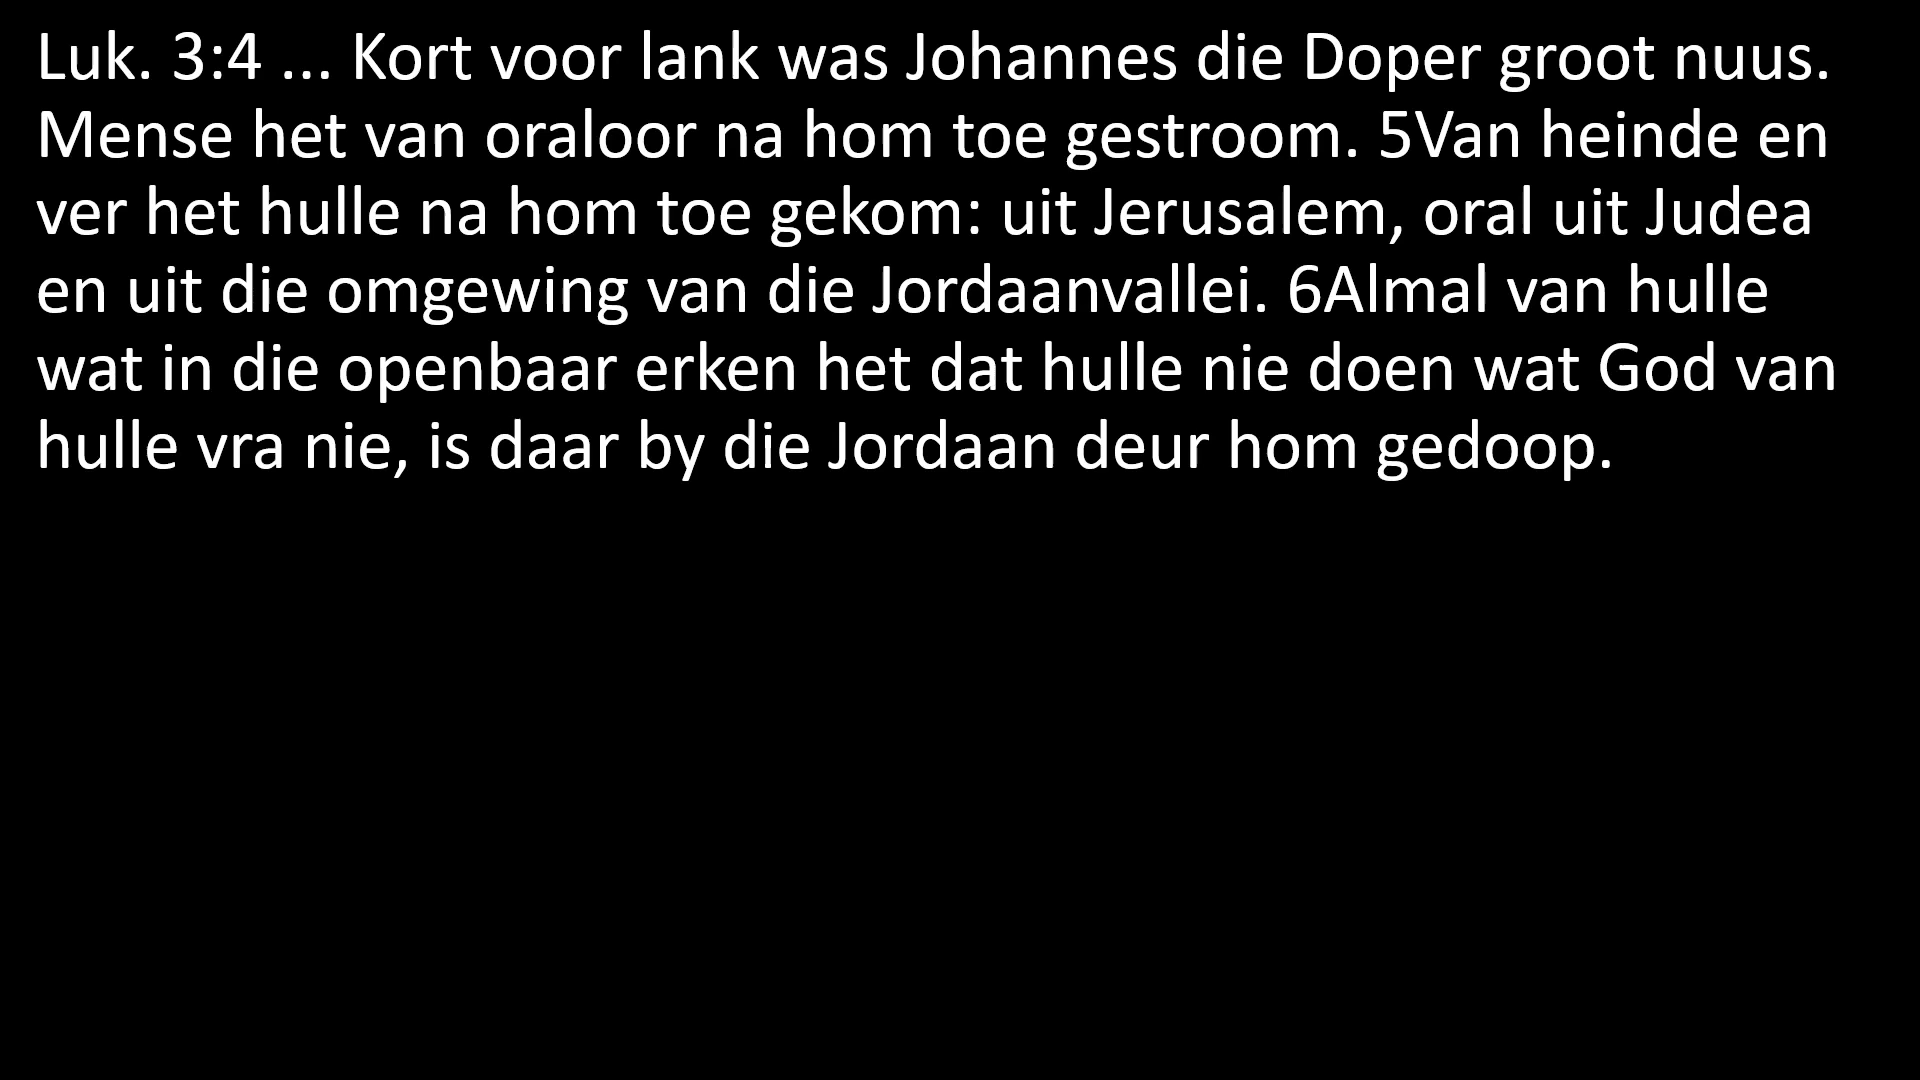 Luk. 3:4 ... Kort voor lank was Johannes die Doper groot nuus.
Mense het van oraloor na hom toe gestroom. 5Van heinde en
ver het hulle na hom toe gekom: uit Jerusalem, oral uit Judea
en uit die omgewing van die Jordaanvallei. 6Almal van hulle
wat in die openbaar erken het dat hulle nie doen wat God van
hulle vra nie, is daar by die Jordaan deur hom gedoop.